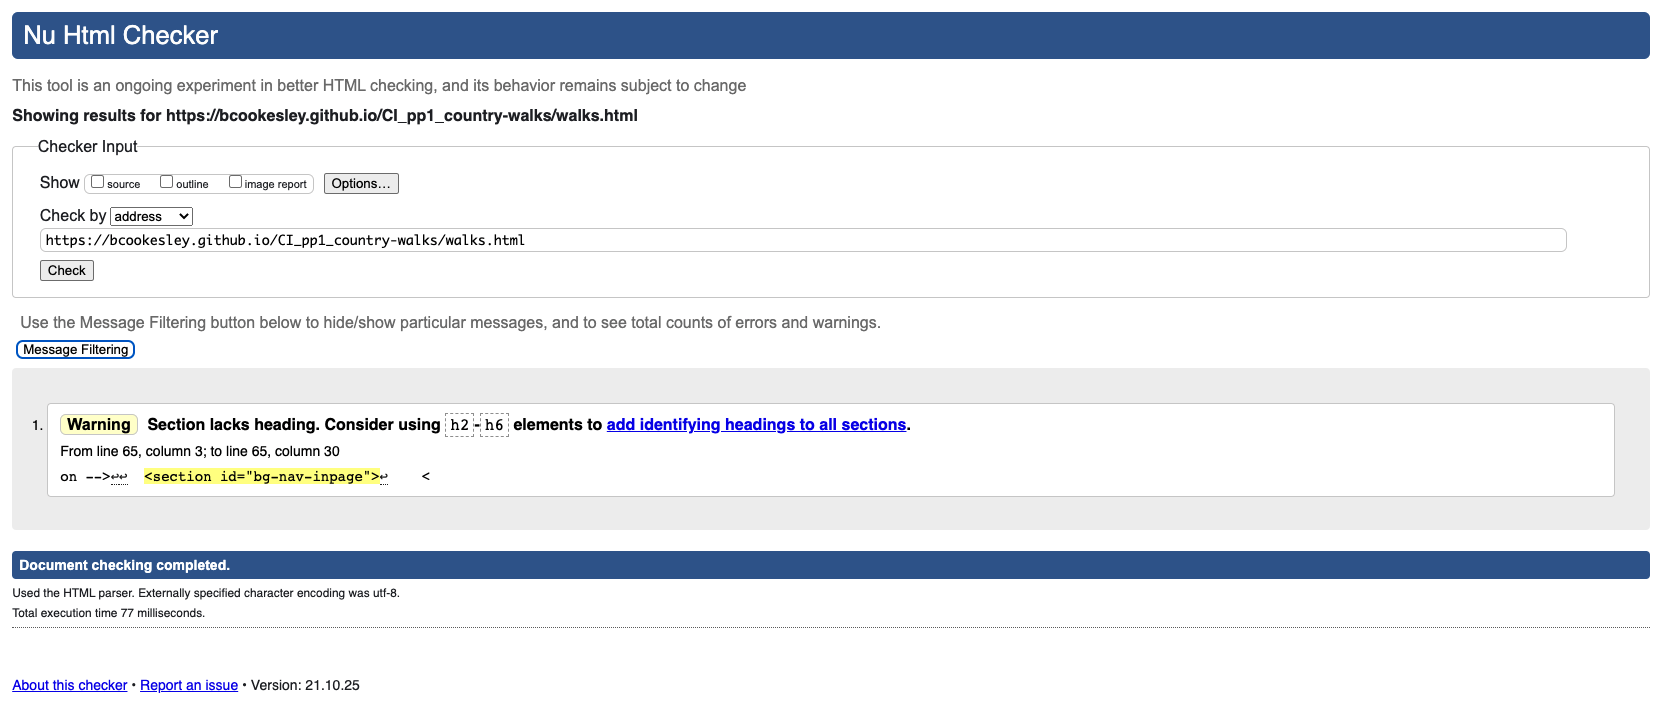 Nu Html Checker
This tool is an ongoing experiment in better HTML checking, and its behavior remains subject to change
Showing results for https://bcookesley.github.io/CI_pp1_country-walks/walks.html
Checker Input
Show source outline image report Options...
Check by address
https://bcookesley.github.io/CI_pp1_country-walks/walks.html
Check
Use the Message Filtering button below to hide/show particular messages, and to see total counts of errors and warnings.
Message Filtering
1. Warning Section lacks heading. Consider using h2-h6 elements to add identifying headings to all sections.
From line 65, column 3; to line 65, column 30
on -->↩↩ <section id="bg-nav-inpage">↩ <
Document checking completed.
Used the HTML parser. Externally specified character encoding was utf-8.
Total execution time 77 milliseconds.
About this checker • Report an issue • Version: 21.10.25